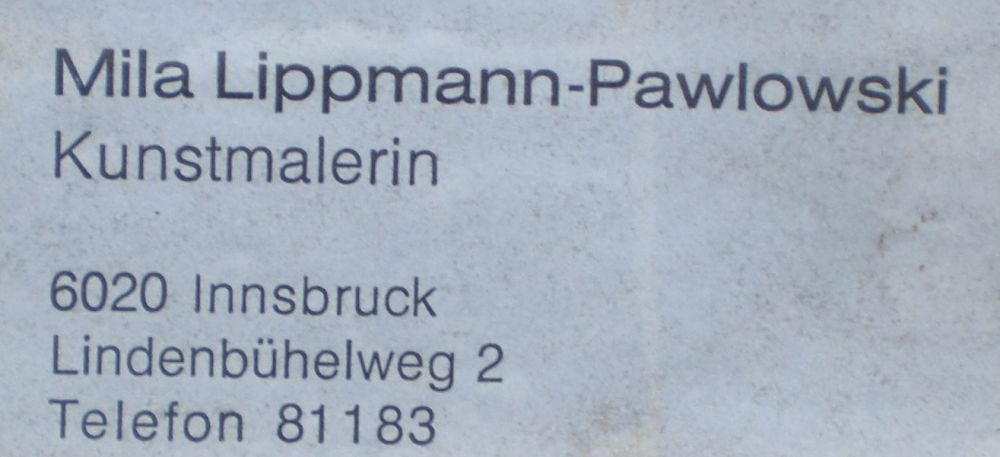 Mila Lippmann-Pawlowski
Kunstmalerin
6020 Innsbruck
Lindenbühelweg 2
Telefon 81183